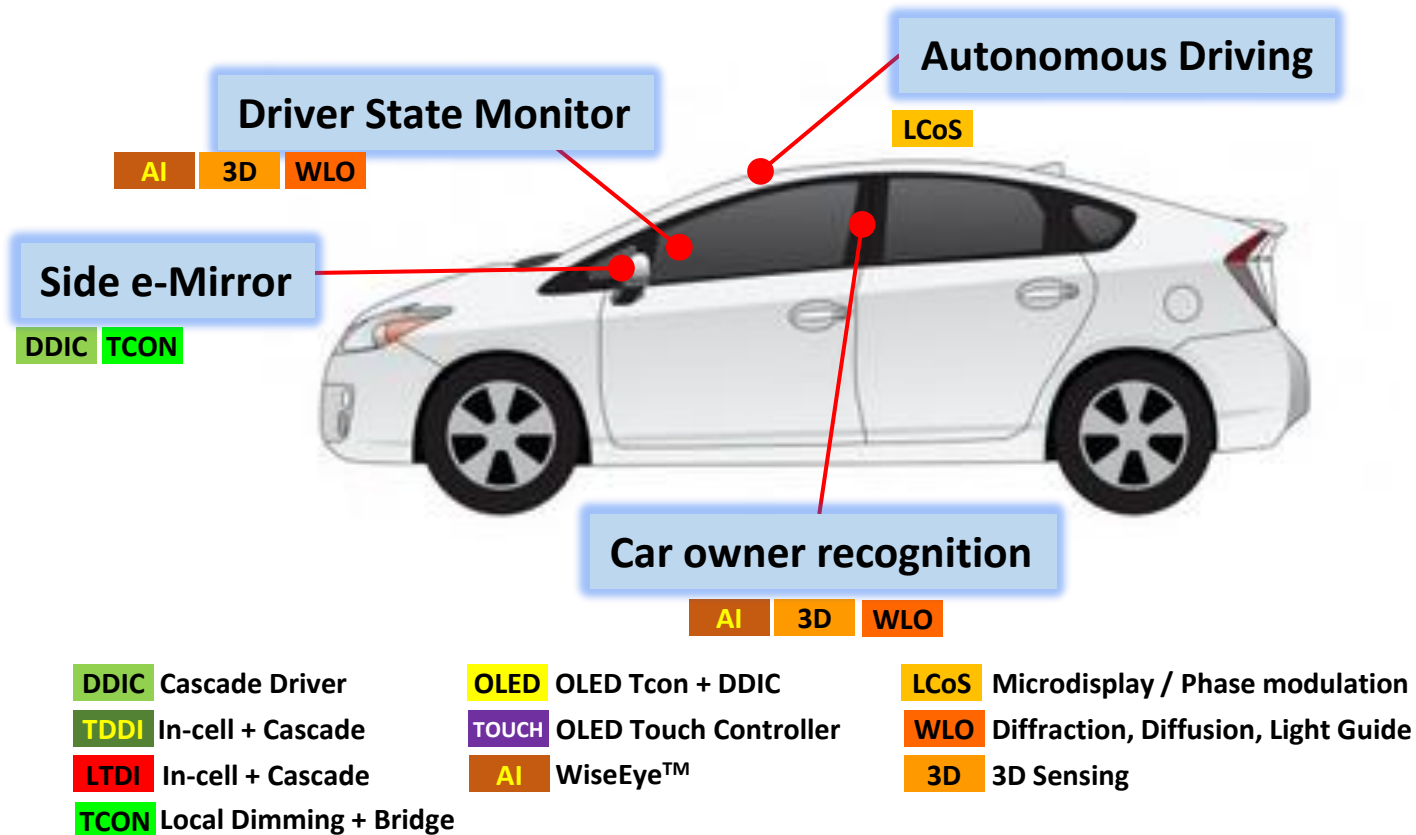 Autonomous Driving
LCoS
Driver State Monitor
AI 3D WLO
Side e-Mirror
DDIC TCON
Car owner recognition
AI 3D WLO
DDIC Cascade Driver
TDDI In-cell + Cascade
LTDI In-cell + Cascade
TCON Local Dimming + Bridge
OLED OLED Tcon + DDIC
TOUCH OLED Touch Controller
AI WiseEye™
LCoS Microdisplay / Phase modulation
WLO Diffraction, Diffusion, Light Guide
3D 3D Sensing